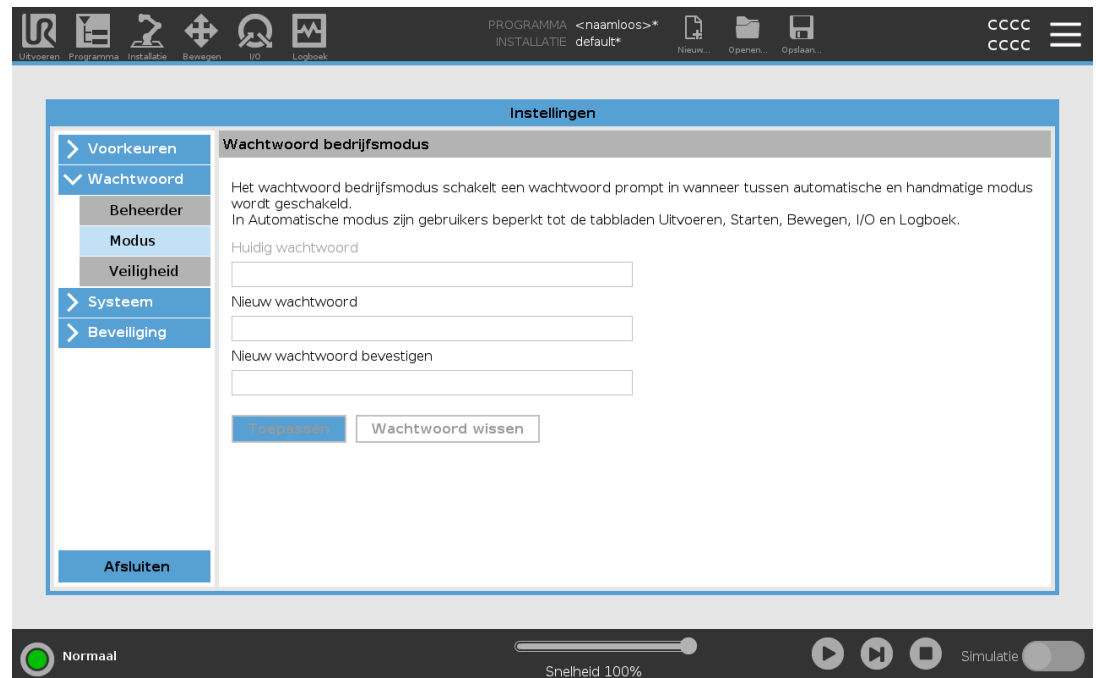 UR
PROGRAMMA <naamloos>*
INSTALLATIE default*
CCCC
CCCC
Uitvoeren Programma Installatie Bewegen I/O Logboek Nieuw... Openen... Opslaan...
Instellingen
Voorkeuren
Wachtwoord
Beheerder
Modus
Veiligheid
Systeem
Beveiliging
Afsluiten
Wachtwoord bedrijfsmodus
Het wachtwoord bedrijfsmodus schakelt een wachtwoord prompt in wanneer tussen automatische en handmatige modus
wordt geschakeld.
In Automatische modus zijn gebruikers beperkt tot de tabbladen Uitvoeren, Starten, Bewegen, I/O en Logboek.
Huidig wachtwoord
Nieuw wachtwoord
Nieuw wachtwoord bevestigen
Toepassen Wachtwoord wissen
Normaal
Snelheid 100%
Simulatie